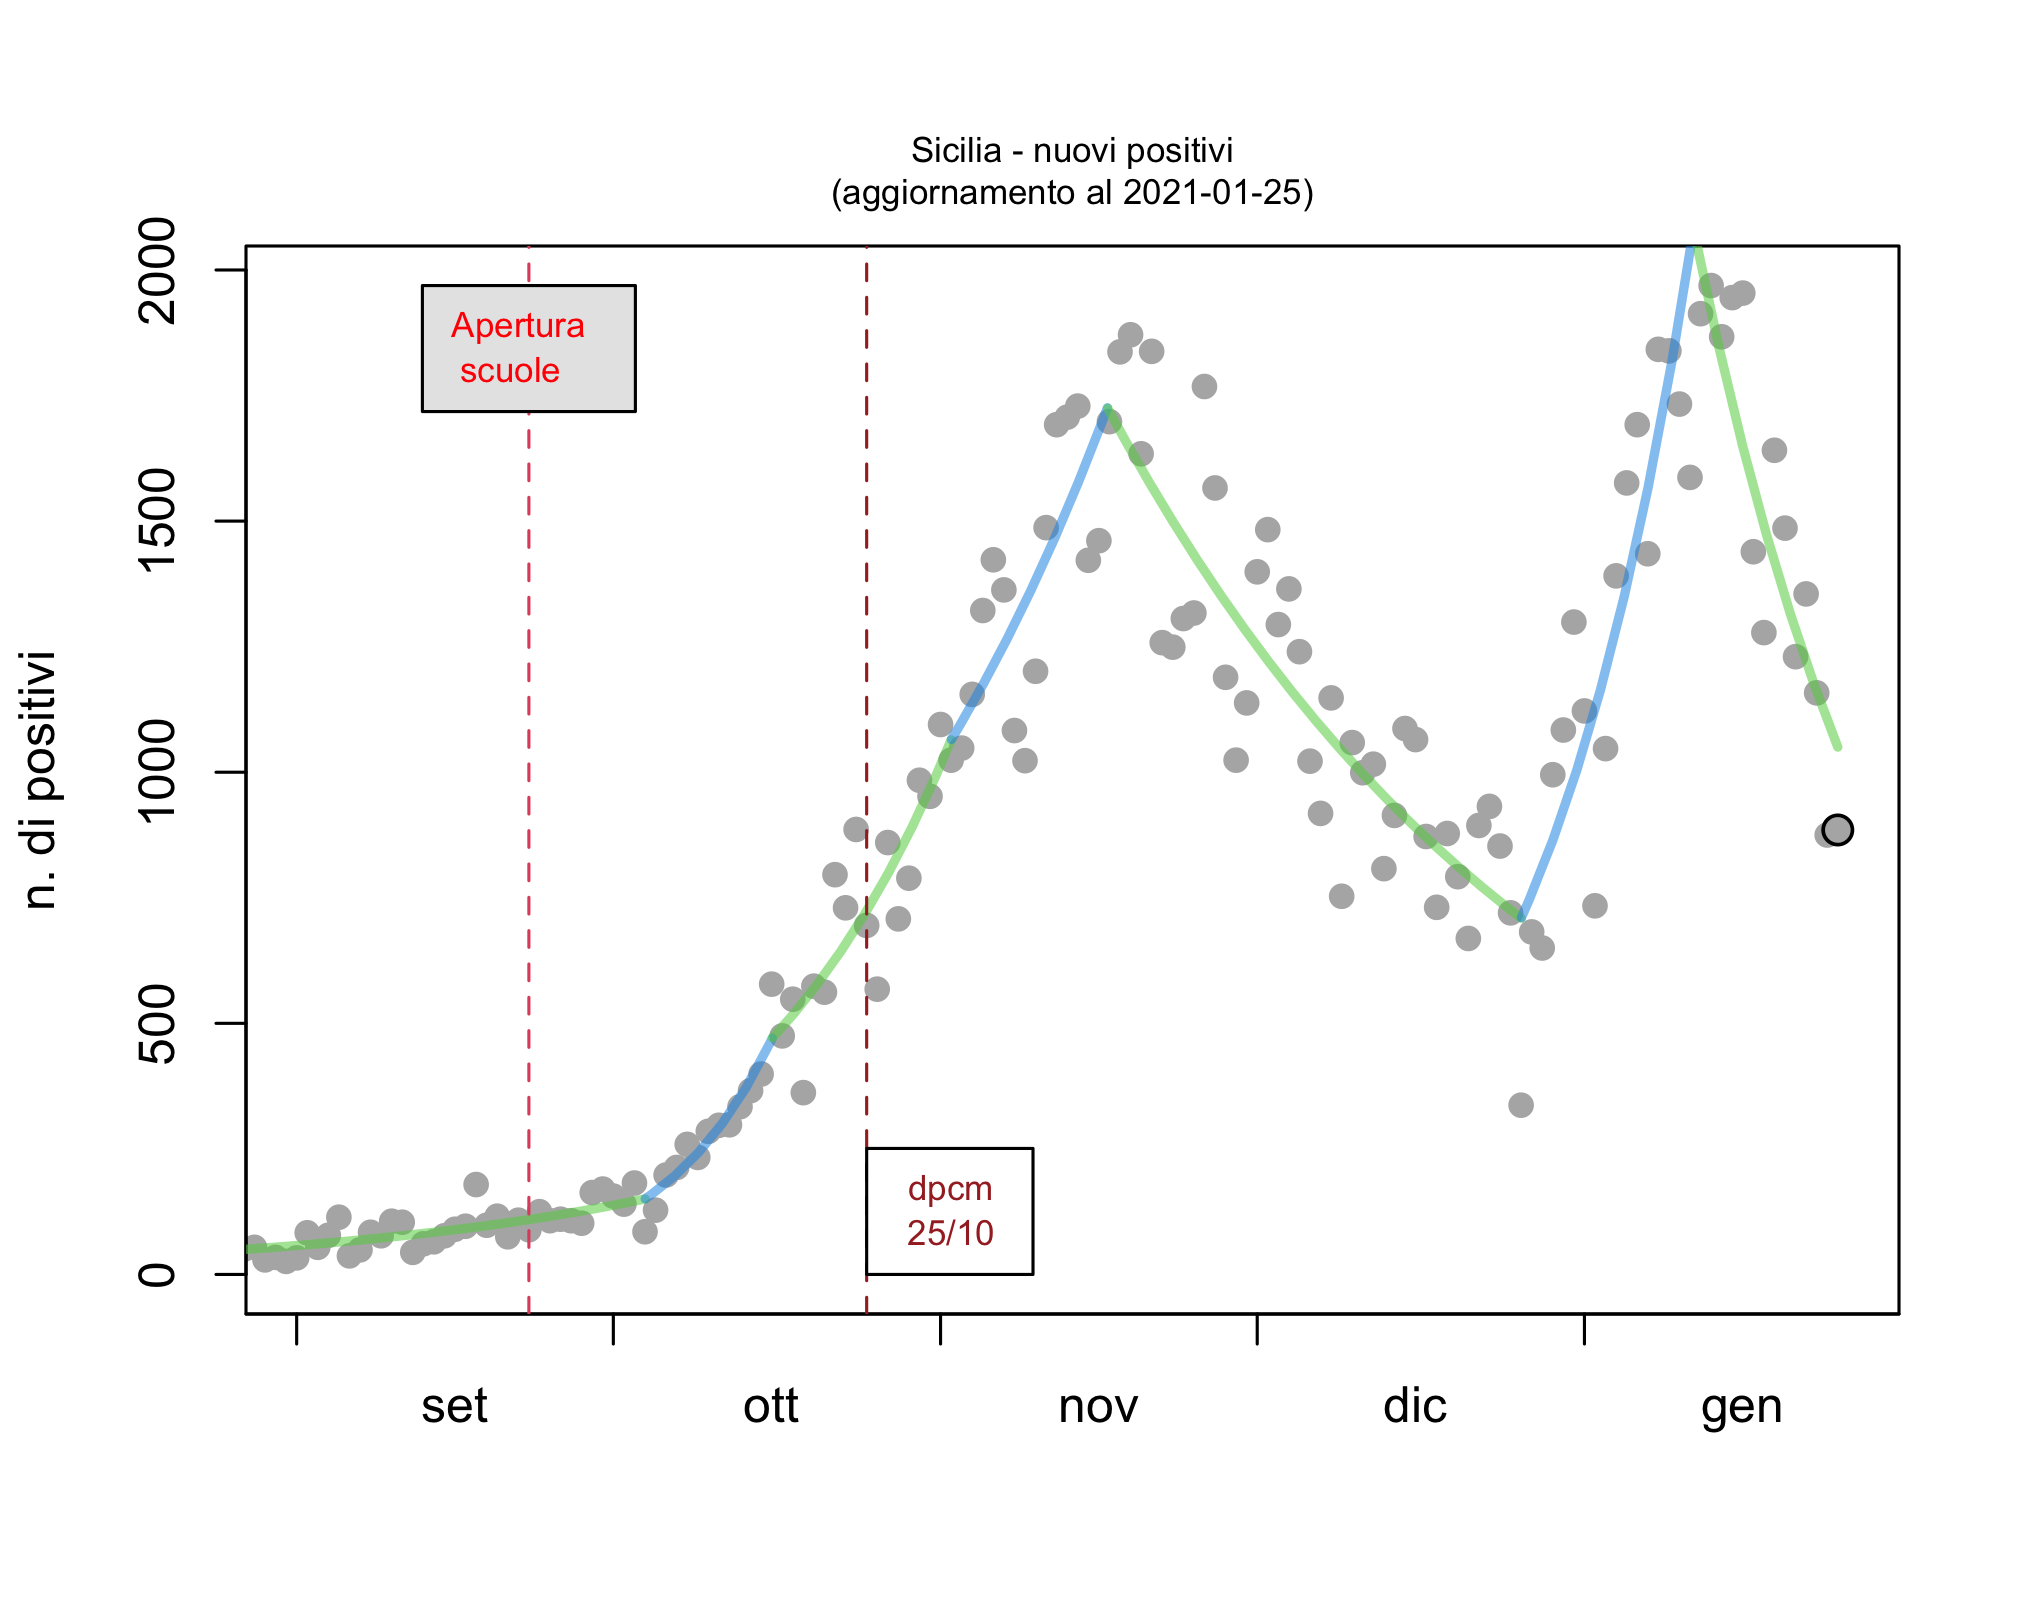 Sicilia - nuovi positivi
(aggiornamento al 2021-01-25)
n. di positivi
2000
1500
1000
500
0
Apertura
scuole
dpcm
25/10
set
ott
nov
dic
gen